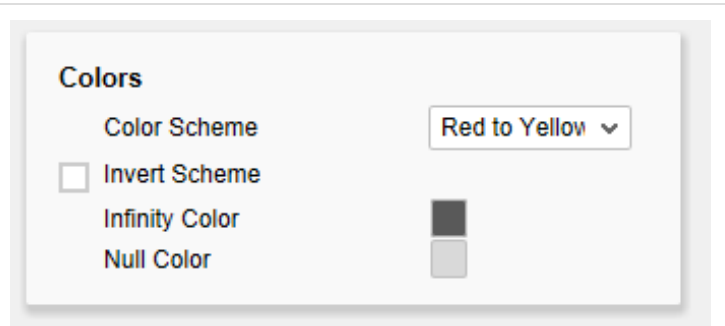 Colors
Color Scheme Red to Yellow
Invert Scheme
Infinity Color
Null Color